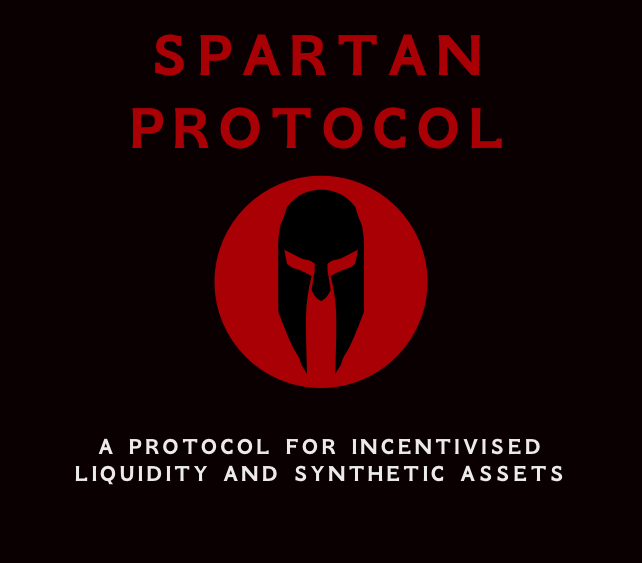 SPARTAN
PROTOCOL
A PROTOCOL FOR INCENTIVISED
LIQUIDITY AND SYNTHETIC ASSETS